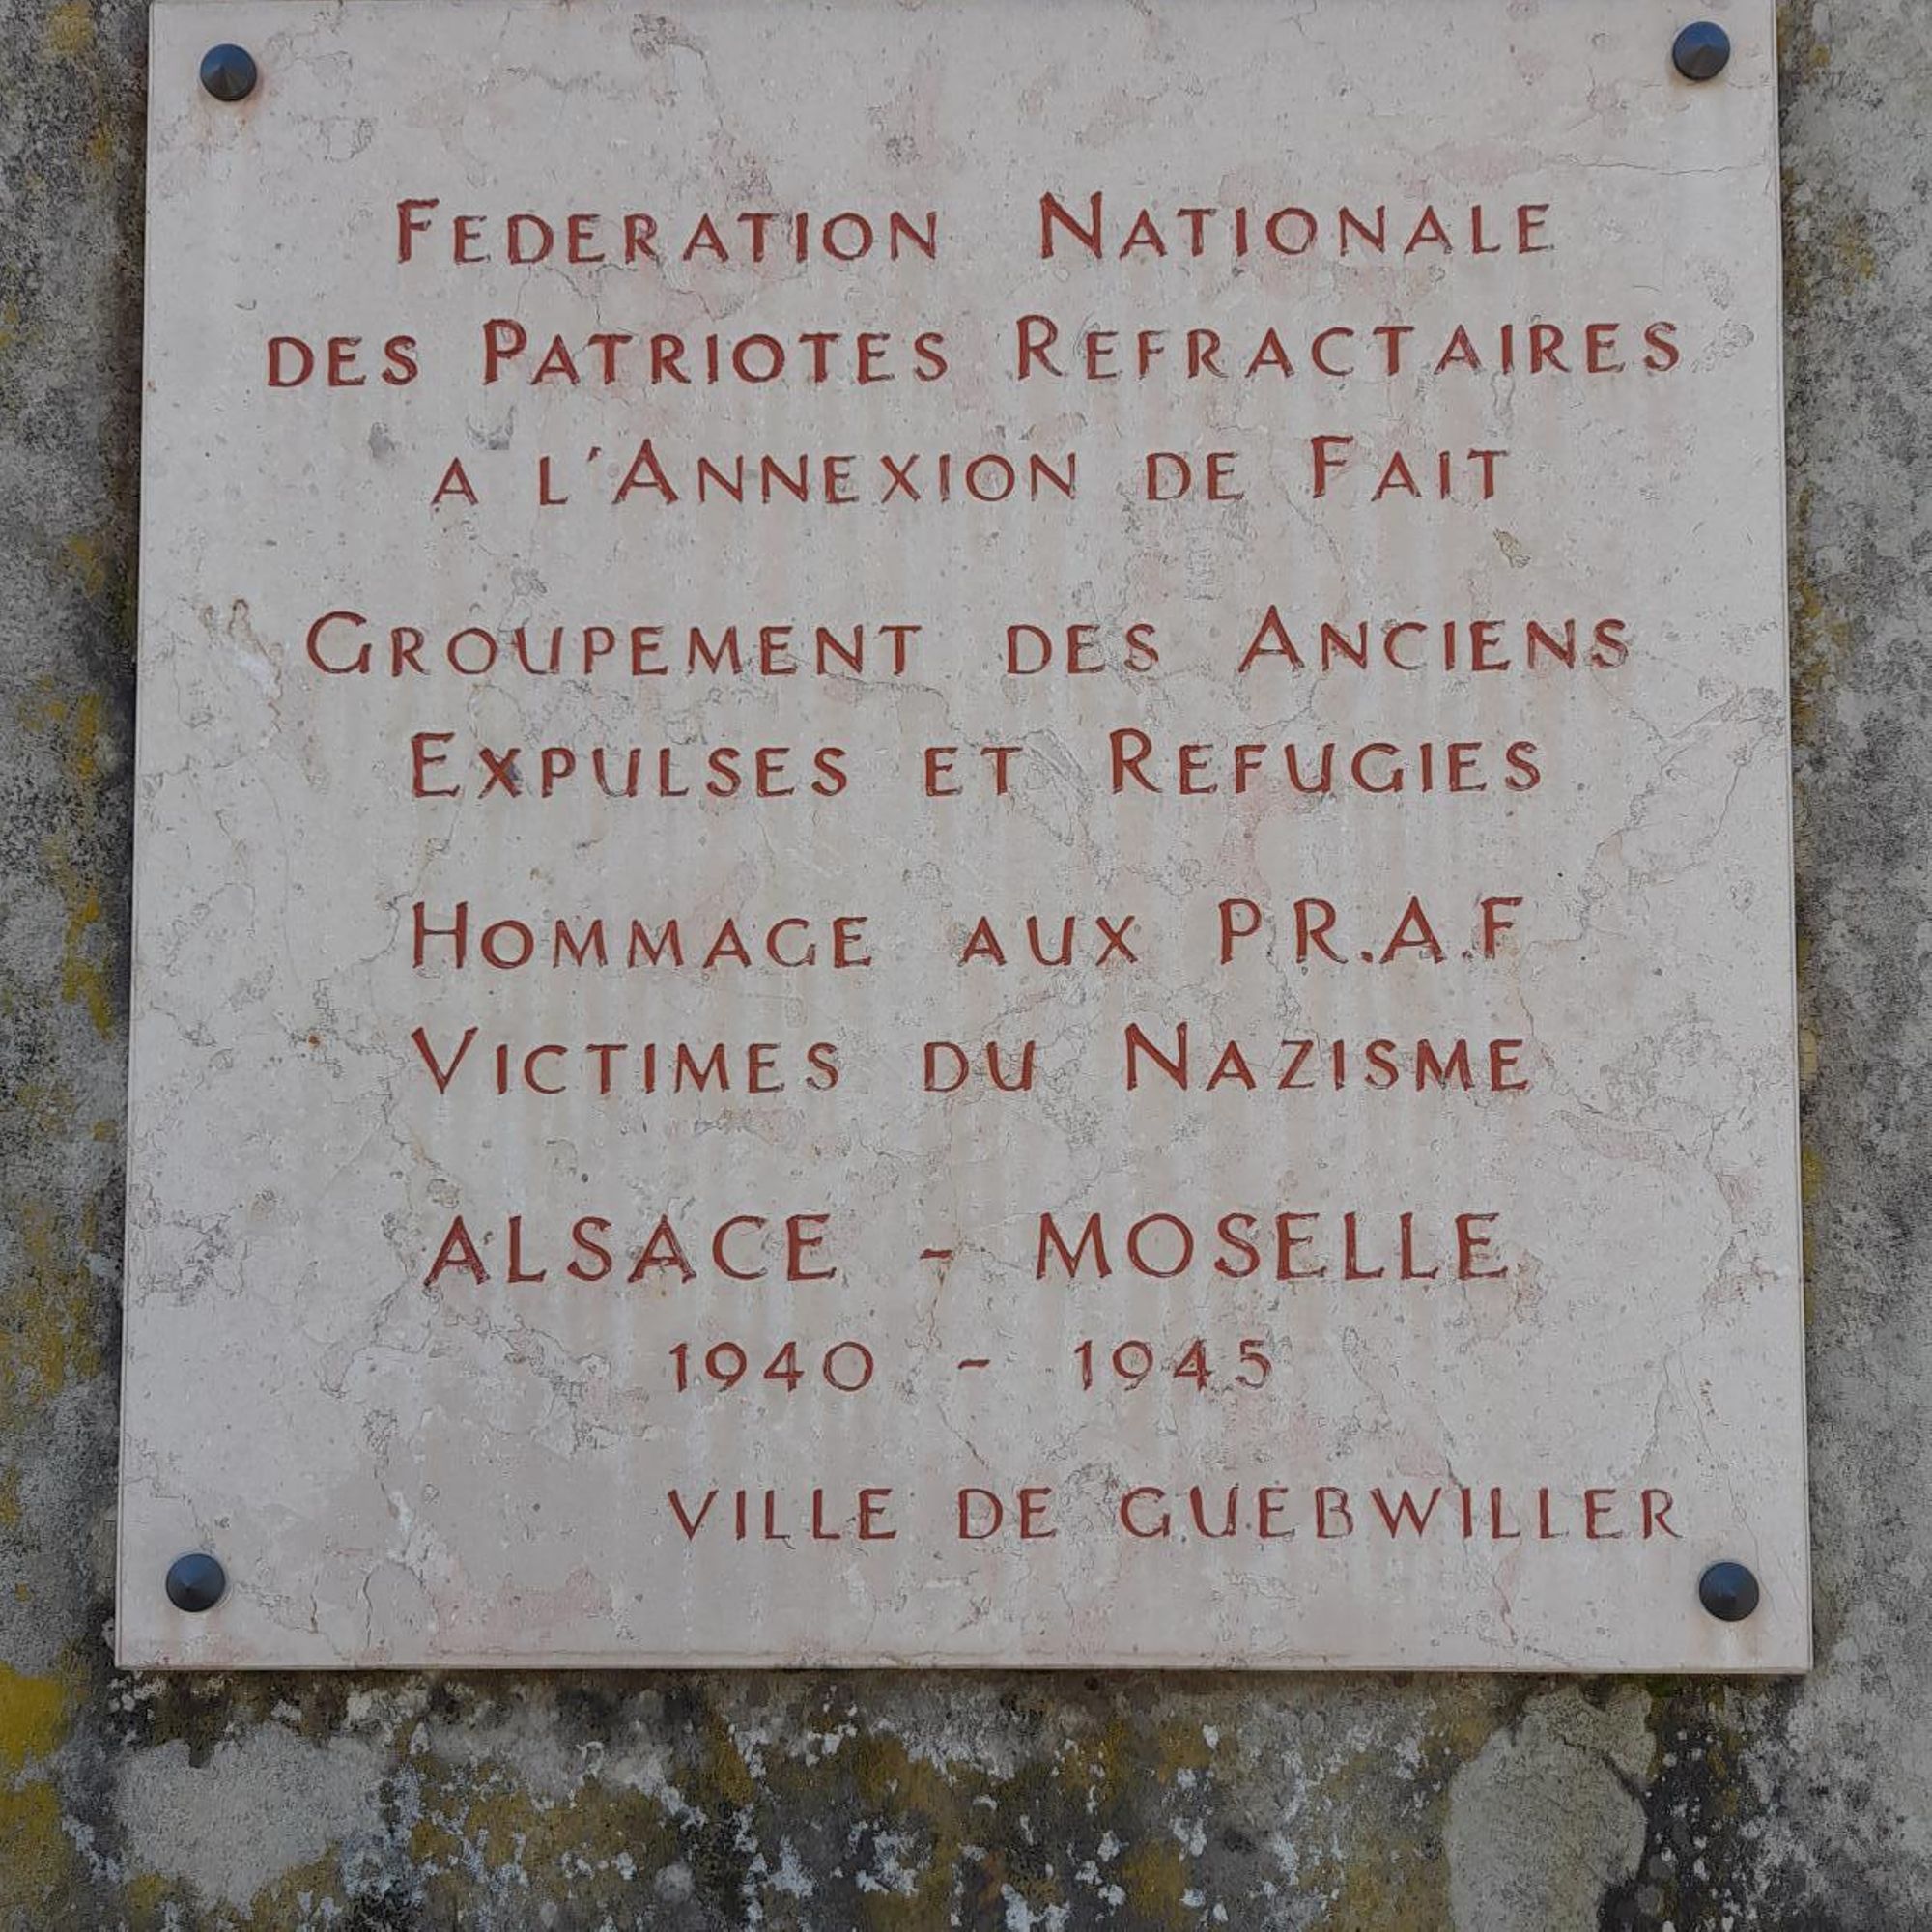 FEDERATION NATIONALE
DES PATRIOTES REFRACTAIRES
A L'ANNEXION DE FAIT
GROUPEMENT DES ANCIENS
EXPULSES ET REFUGIES
HOMMAGE AUX P.R.A.F
VICTIMES DU NAZISME
ALSACE - MOSELLE
1940 - 1945
VILLE DE GUEBWILLER